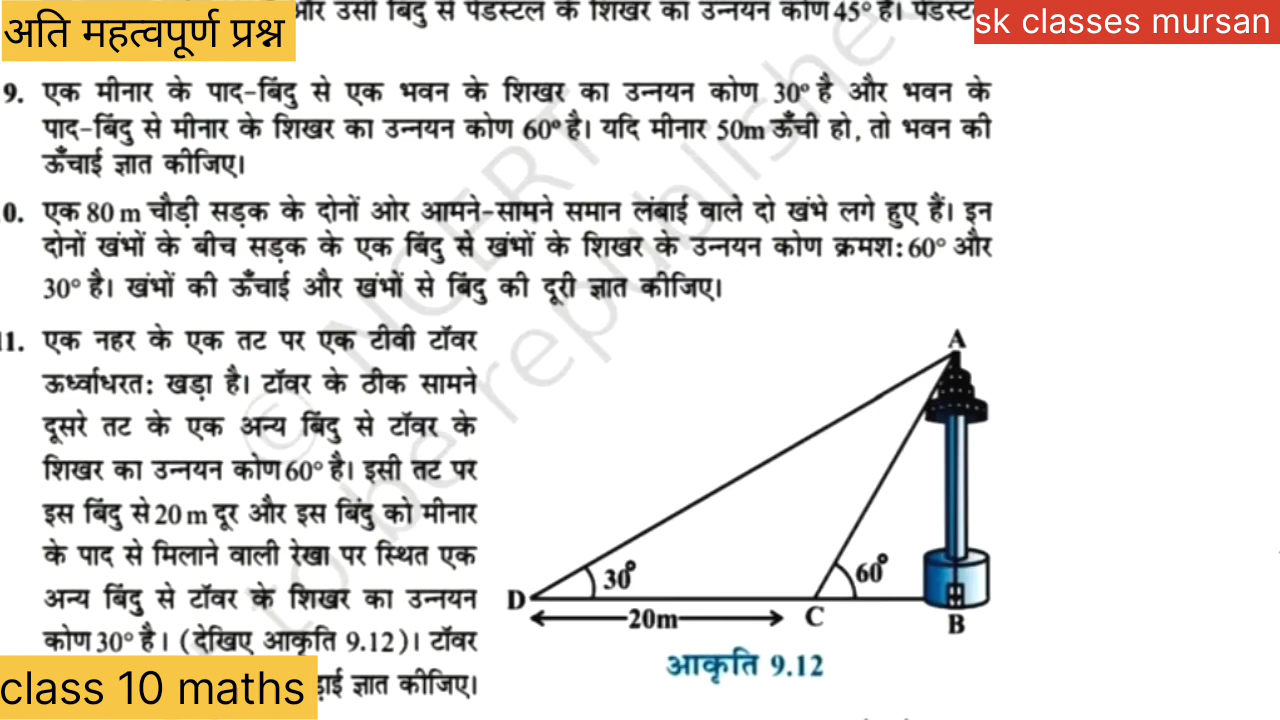 और उसी बिंदु से पेडस्टल के शिखर का उन्नयन कोण 45° है।
अति महत्वपूर्ण प्रश्न
sk classes mursan
9. एक मीनार के पाद-बिंदु से एक भवन के शिखर का उन्नयन कोण 30° है और भवन के
पाद-बिंदु से मीनार के शिखर का उन्नयन कोण 60° है। यदि मीनार 50m ऊँची हो, तो भवन की
ऊँचाई ज्ञात कीजिए।
0. एक 80 m चौड़ी सड़क के दोनों ओर आमने-सामने समान लंबाई वाले दो खंभे लगे हुए हैं। इन
दोनों खंभों के बीच सड़क के एक बिंदु से खंभों के शिखर के उन्नयन कोण क्रमश: 60° और
30° है। खंभों की ऊँचाई और खंभों से बिंदु की दूरी ज्ञात कीजिए।
11. एक नहर के एक तट पर एक टीवी टॉवर
ऊर्ध्वाधरत: खड़ा है। टॉवर के ठीक सामने
दूसरे तट के एक अन्य बिंदु से टॉवर के
शिखर का उन्नयन कोण 60° है। इसी तट पर
इस बिंदु से 20 m दूर और इस बिंदु को मीनार
के पाद से मिलाने वाली रेखा पर स्थित एक
अन्य बिंदु से टॉवर के शिखर का उन्नयन
कोण 30° है। (देखिए आकृति 9.12)। टॉवर
ज्ञात कीजिए।
A
30°
60°
D
20m
C
B
आकृति 9.12
class 10 maths
© NCERT
to be republished